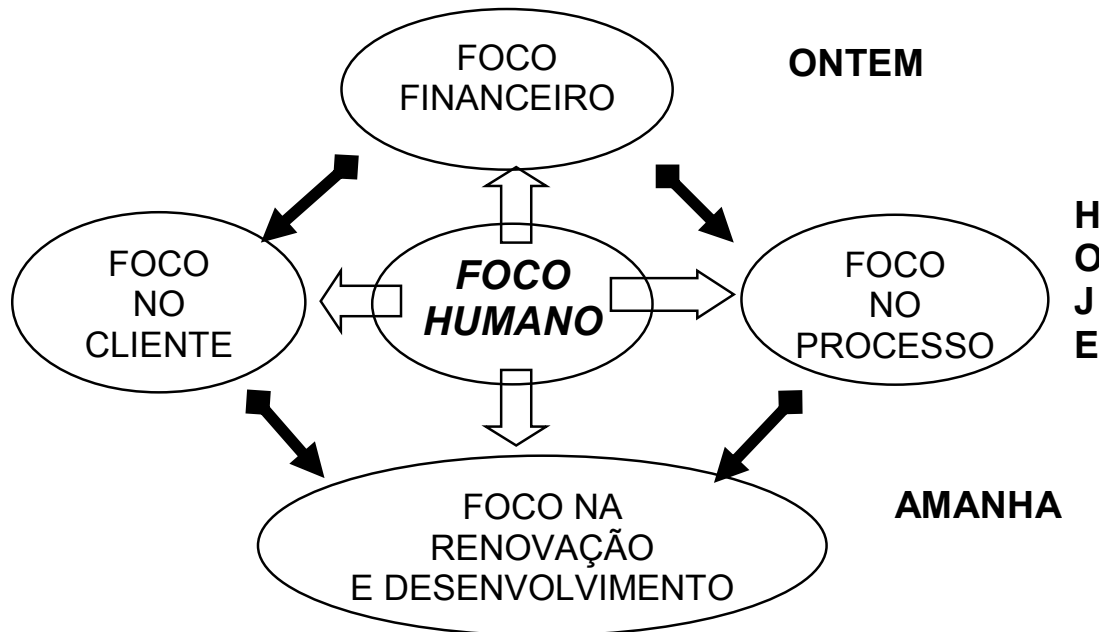 FOCO
FINANCEIRO
ONTEM
FOCO
NO
CLIENTE
FOCO
HUMANO
FOCO
NO
PROCESSO
H
O
J
E
FOCO NA
RENOVAÇÃO
E DESENVOLVIMENTO
AMANHA